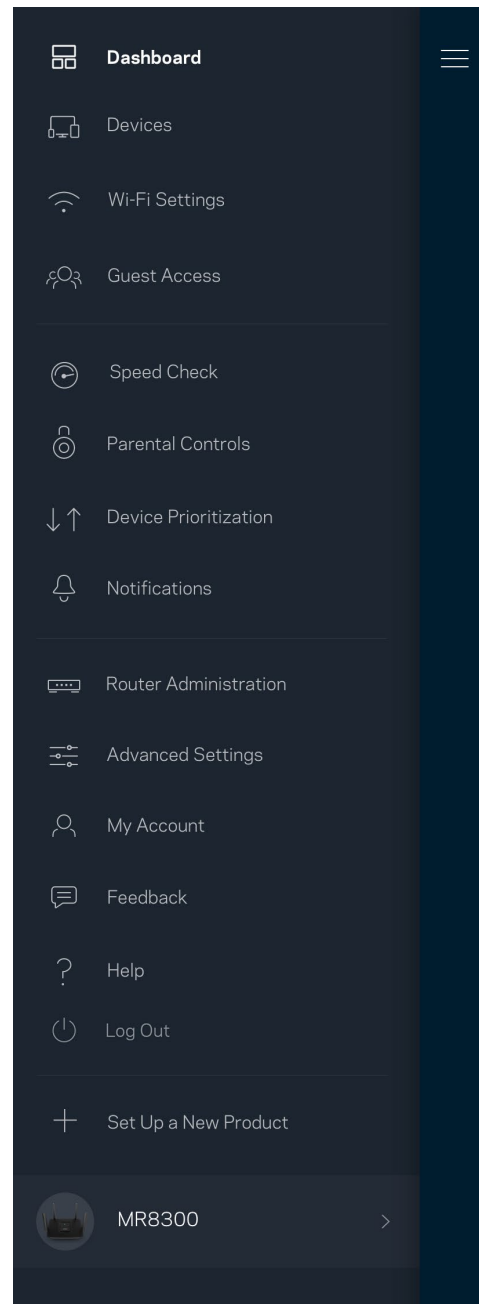 Dashboard
Devices
Wi-Fi Settings
Guest Access
Speed Check
Parental Controls
Device Prioritization
Notifications
Router Administration
Advanced Settings
My Account
Feedback
Help
Log Out
Set Up a New Product
MR8300